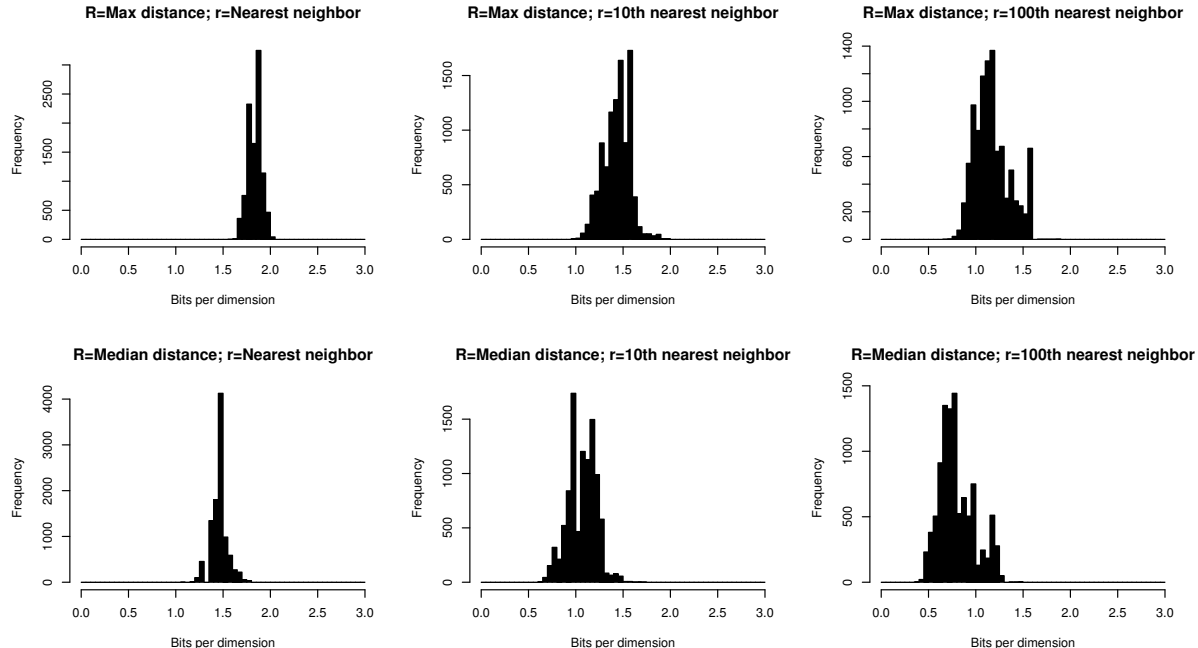 R=Max distance; r=Nearest neighbor
Frequency
0 500 1500 2500
0.0 0.5 1.0 1.5 2.0 2.5 3.0
Bits per dimension
R=Max distance; r=10th nearest neighbor
Frequency
0 500 1000 1500
0.0 0.5 1.0 1.5 2.0 2.5 3.0
Bits per dimension
R=Max distance; r=100th nearest neighbor
Frequency
0 200 600 1000 1400
0.0 0.5 1.0 1.5 2.0 2.5 3.0
Bits per dimension
R=Median distance; r=Nearest neighbor
Frequency
0 1000 2000 3000 4000
0.0 0.5 1.0 1.5 2.0 2.5 3.0
Bits per dimension
R=Median distance; r=10th nearest neighbor
Frequency
0 500 1000 1500
0.0 0.5 1.0 1.5 2.0 2.5 3.0
Bits per dimension
R=Median distance; r=100th nearest neighbor
Frequency
0 500 1000 1500
0.0 0.5 1.0 1.5 2.0 2.5 3.0
Bits per dimension